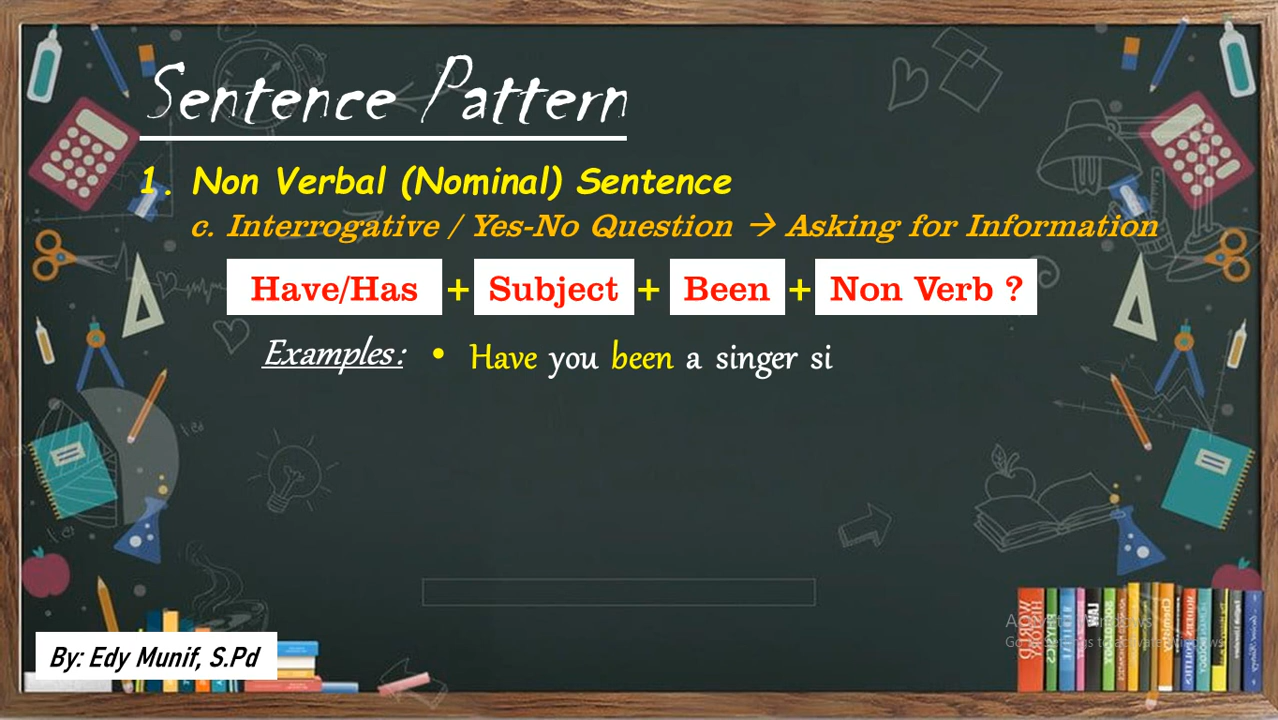 Sentence Pattern
1. Non Verbal (Nominal) Sentence
c. Interrogative / Yes-No Question → Asking for Information
Have/Has + Subject + Been + Non Verb ?
Examples: • Have you been a singer si
By: Edy Munif, S.Pd